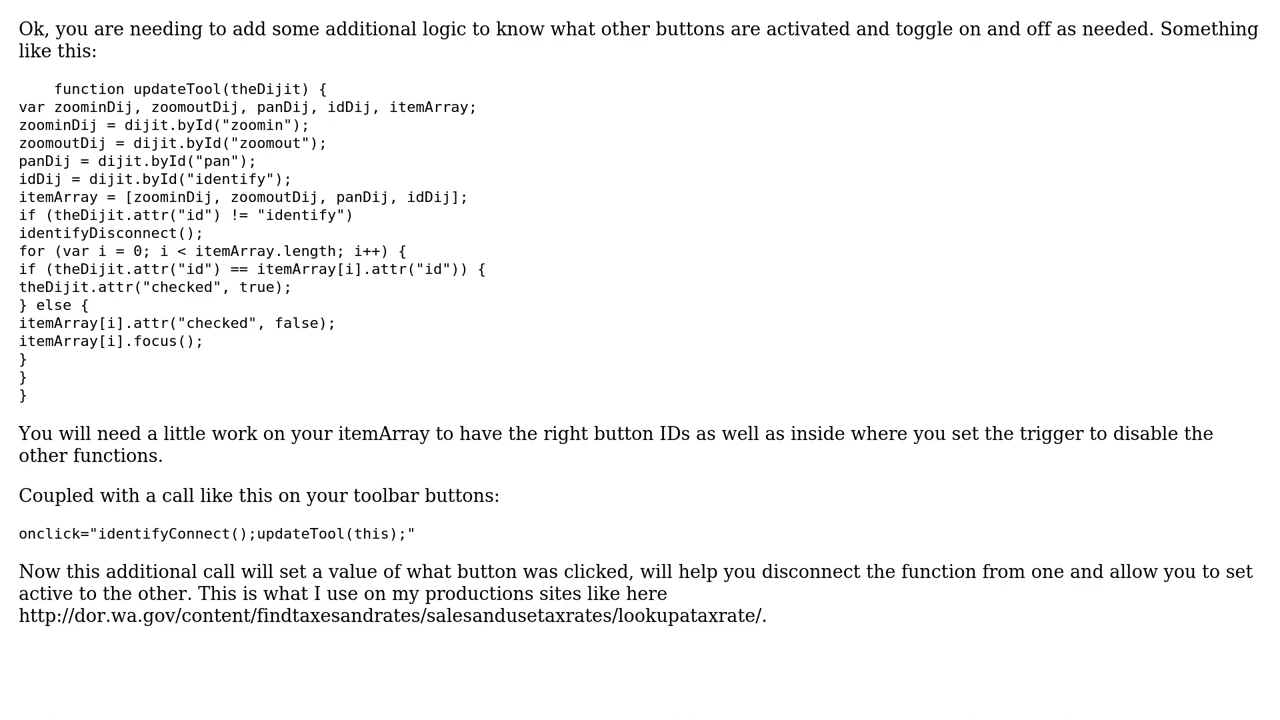 Ok, you are needing to add some additional logic to know what other buttons are activated and toggle on and off as needed. Something
like this:
    function updateTool(theDijit) {
var zoominDij, zoomoutDij, panDij, idDij, itemArray;
zoominDij = dijit.byId("zoomin");
zoomoutDij = dijit.byId("zoomout");
panDij = dijit.byId("pan");
idDij = dijit.byId("identify");
itemArray = [zoominDij, zoomoutDij, panDij, idDij];
if (theDijit.attr("id") != "identify")
identifyDisconnect();
for (var i = 0; i < itemArray.length; i++) {
if (theDijit.attr("id") == itemArray[i].attr("id")) {
theDijit.attr("checked", true);
} else {
itemArray[i].attr("checked", false);
itemArray[i].focus();
}
}
}
You will need a little work on your itemArray to have the right button IDs as well as inside where you set the trigger to disable the
other functions.
Coupled with a call like this on your toolbar buttons:
onclick="identifyConnect();updateTool(this);"
Now this additional call will set a value of what button was clicked, will help you disconnect the function from one and allow you to set
active to the other. This is what I use on my productions sites like here
http://dor.wa.gov/content/findtaxesandrates/salesandusetaxrates/lookupataxrate/.